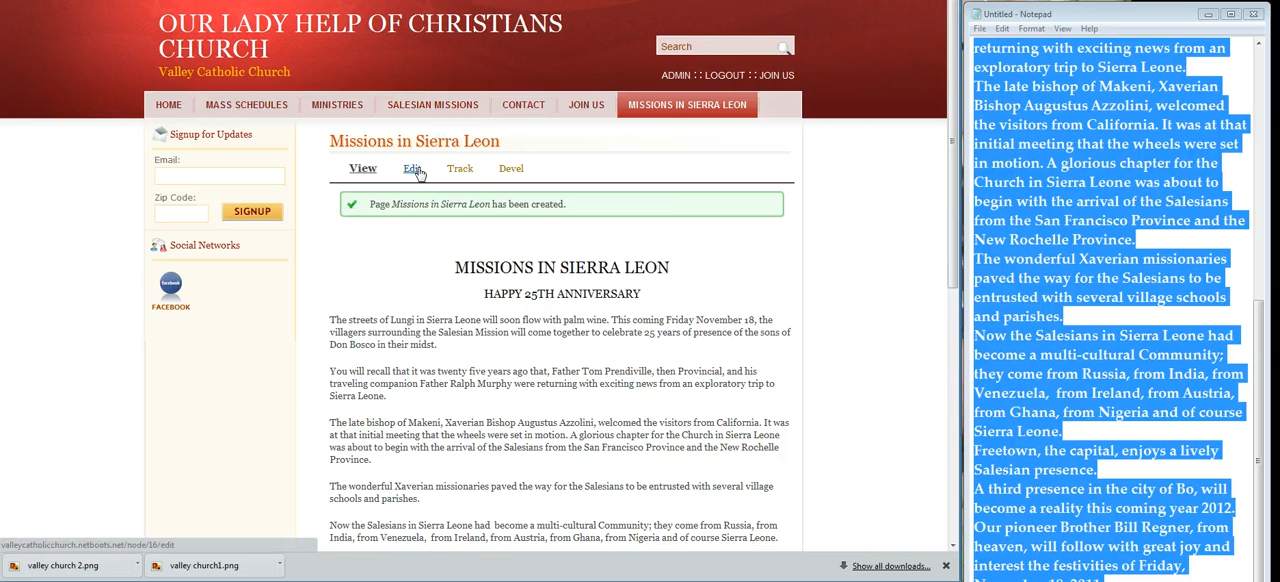 OUR LADY HELP OF CHRISTIANS
CHURCH
Valley Catholic Church
Search
ADMIN :: LOGOUT :: JOIN US
HOME
MASS SCHEDULES
MINISTRIES
SALESIAN MISSIONS
CONTACT
JOIN US
MISSIONS IN SIERRA LEON
Signup for Updates
Email:
Zip Code:
SIGNUP
Social Networks
facebook
FACEBOOK
Missions in Sierra Leon
View
Edit
Track
Devel
Page Missions in Sierra Leon has been created.
MISSIONS IN SIERRA LEON
HAPPY 25TH ANNIVERSARY
The streets of Lungi in Sierra Leone will soon flow with palm wine. This coming Friday November 18, the
villagers surrounding the Salesian Mission will come together to celebrate 25 years of presence of the sons of
Don Bosco in their midst.
You will recall that it was twenty five years ago that, Father Tom Prendiville, then Provincial, and his
traveling companion Father Ralph Murphy were returning with exciting news from an exploratory trip to
Sierra Leone.
The late bishop of Makeni, Xaverian Bishop Augustus Azzolini, welcomed the visitors from California. It was
at that initial meeting that the wheels were set in motion. A glorious chapter for the Church in Sierra Leone
was about to begin with the arrival of the Salesians from the San Francisco Province and the New Rochelle
Province.
The wonderful Xaverian missionaries paved the way for the Salesians to be entrusted with several village
schools and parishes.
Now the Salesians in Sierra Leone had become a multi-cultural Community; they come from Russia, from
India, from Venezuela, from Ireland, from Austria, from Ghana, from Nigeria and of course Sierra Leone.
valleycatholicchurch.netboots.net/node/16/edit
valley church 2.png
valley church1.png
Show all downloads...
Untitled - Notepad
File Edit Format View Help
returning with exciting news from an
exploratory trip to Sierra Leone.
The late bishop of Makeni, Xaverian
Bishop Augustus Azzolini, welcomed
the visitors from California. It was at that
initial meeting that the wheels were set
in motion. A glorious chapter for the
Church in Sierra Leone was about to
begin with the arrival of the Salesians
from the San Francisco Province and the
New Rochelle Province.
The wonderful Xaverian missionaries
paved the way for the Salesians to be
entrusted with several village schools
and parishes.
Now the Salesians in Sierra Leone had
become a multi-cultural Community;
they come from Russia, from India, from
Venezuela, from Ireland, from Austria,
from Ghana, from Nigeria and of course
Sierra Leone.
Freetown, the capital, enjoys a lively
Salesian presence.
A third presence in the city of Bo, will
become a reality this coming year 2012.
Our pioneer Brother Bill Regner, from
heaven, will follow with great joy and
interest the festivities of Friday,
November 18, 2011